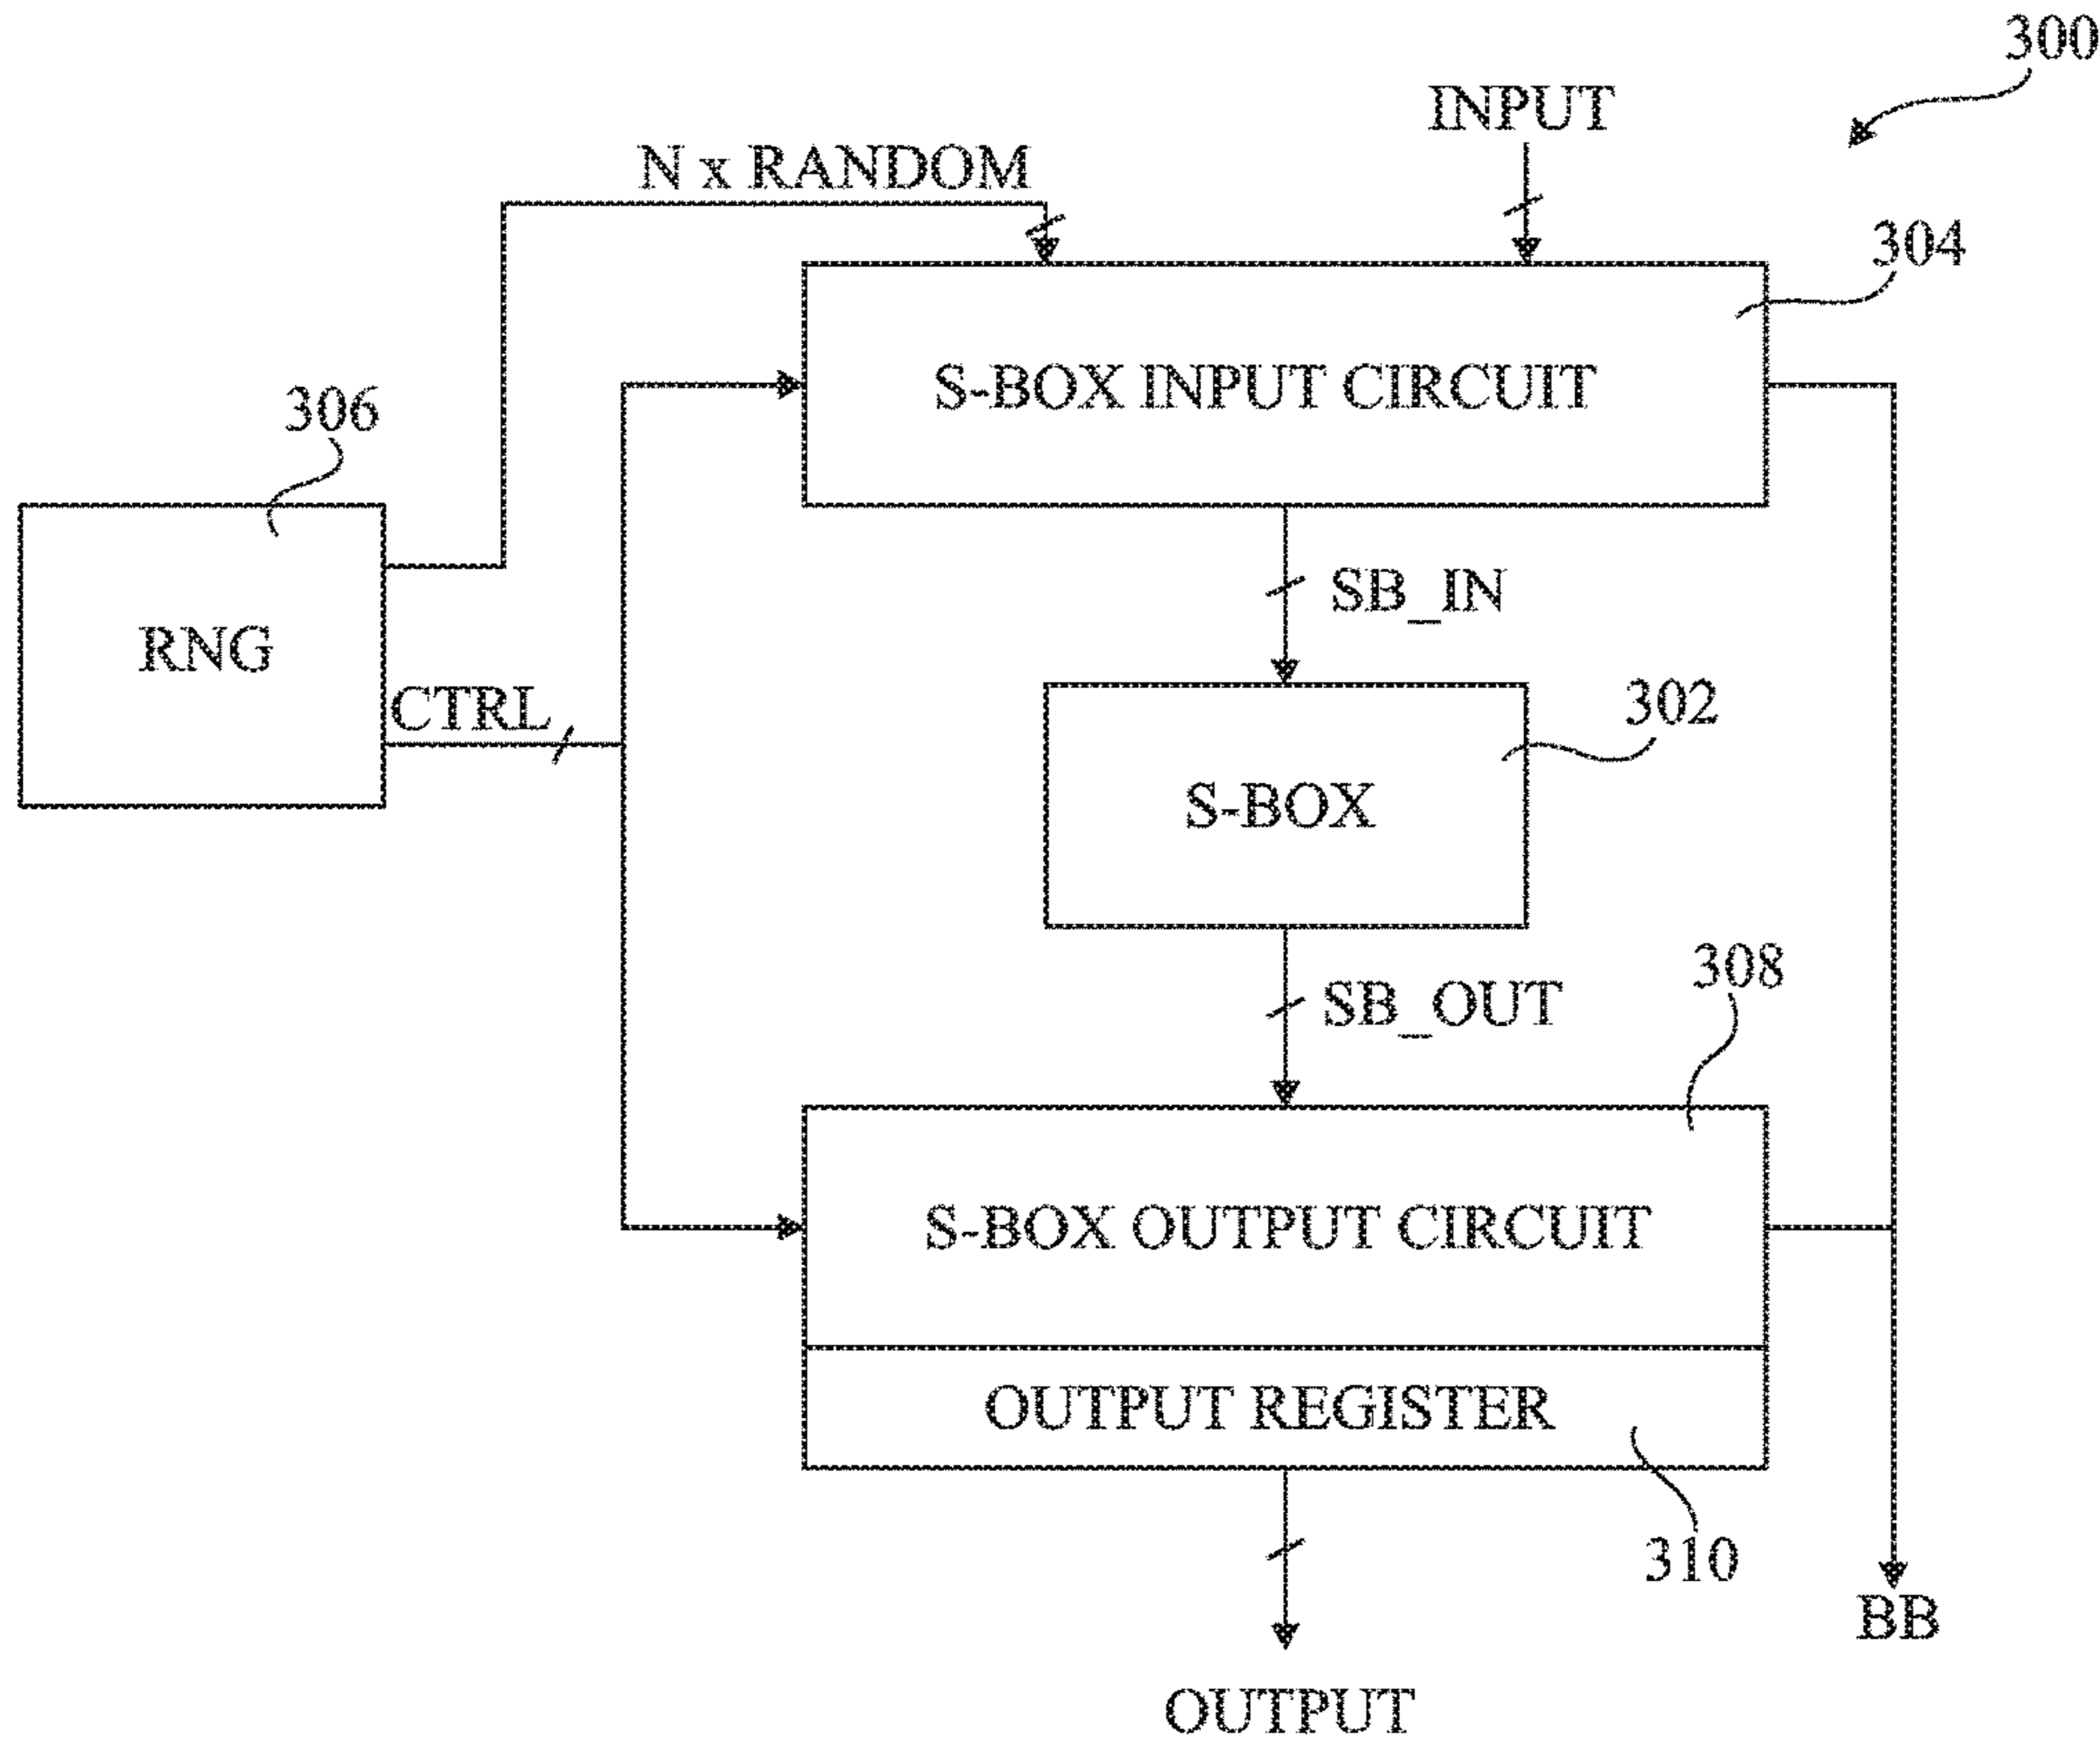 300
INPUT
N x RANDOM
304
S-BOX INPUT CIRCUIT
306
RNG
SB_IN
CTRL
302
S-BOX
308
SB_OUT
S-BOX OUTPUT CIRCUIT
OUTPUT REGISTER
310
BB
OUTPUT